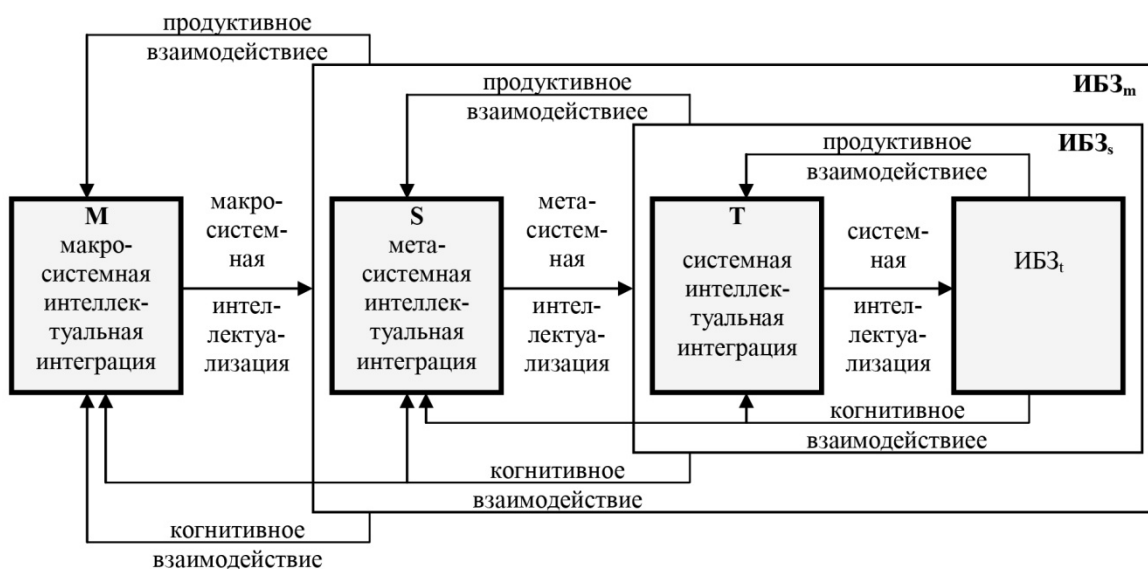 продуктивное
взаимодействиее
ИБЗm
продуктивное
взаимодействиее
ИБЗs
продуктивное
взаимодействиее
M
макро-
системная
интеллек-
туальная
интеграция
макро-
систем-
ная
интел-
лектуали-
лизация
S
мета-
системная
интеллек-
туальная
интеграция
мета-
систем-
ная
интел-
лектуа-
лизация
T
системная
интеллек-
туальная
интеграция
систем-
ная
интел-
лектуа-
лизация
ИБЗt
когнитивное
взаимодействиее
когнитивное
взаимодействие
когнитивное
взаимодействие